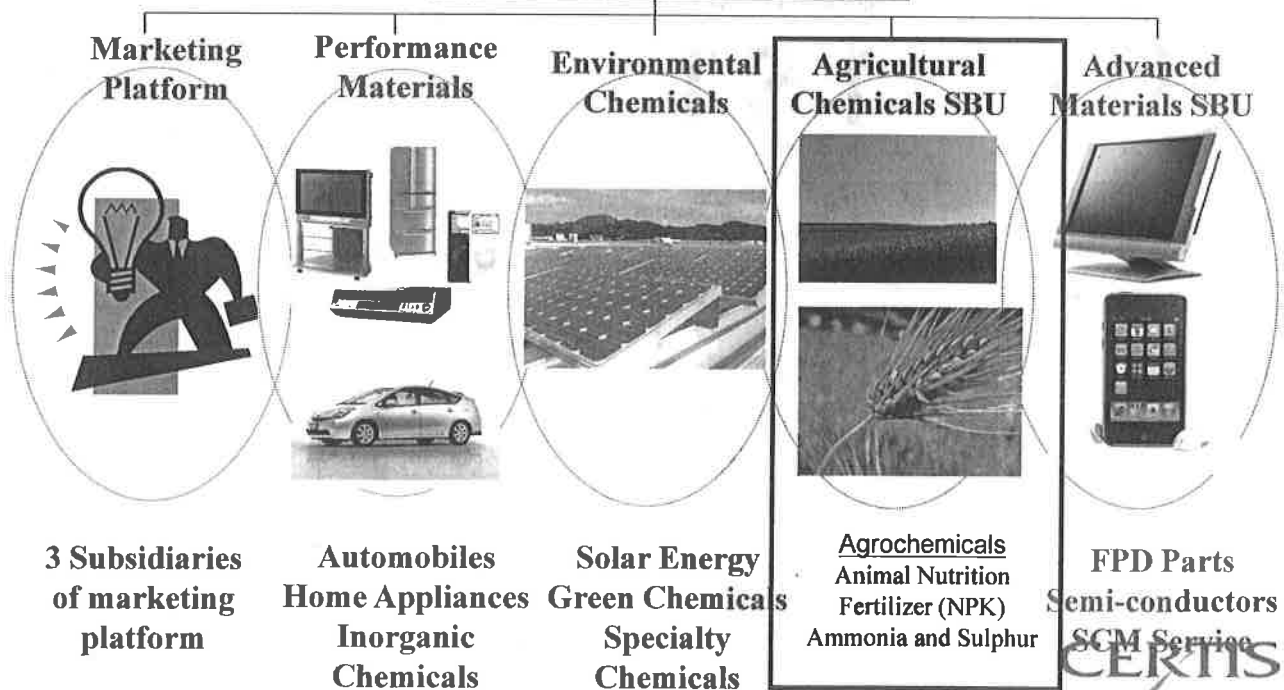 Marketing
Platform
Performance
Materials
Environmental
Chemicals
Agricultural
Chemicals SBU
Advanced
Materials SBU
3 Subsidiaries
of marketing
platform
Automobiles
Home Appliances
Inorganic
Chemicals
Solar Energy
Green Chemicals
Specialty
Chemicals
Agrochemicals
Animal Nutrition
Fertilizer (NPK)
Ammonia and Sulphur
FPD Parts
Semi-conductors
SCM Service
CERTIS